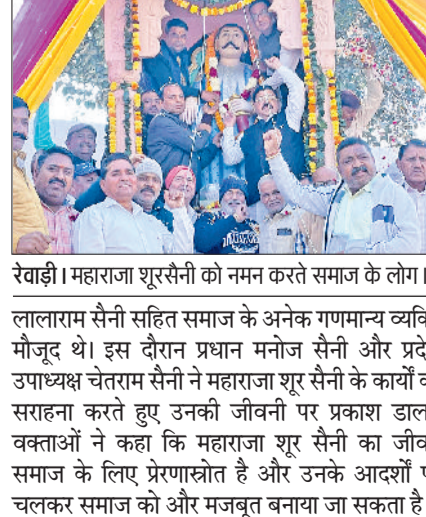 रेवाड़ी। महाराजा शूरसैनी को नमन करते समाज के लोग।
लालाराम सैनी सहित समाज के अनेक गणमान्य
मौजूद थे। इस दौरान प्रधान मनोज सैनी और
उपाध्यक्ष चेतराम सैनी ने महाराजा शूर सैनी के कार्यों
सराहना करते हुए उनकी जीवनी पर प्रकाश
वक्ताओं ने कहा कि महाराजा शूर सैनी का
समाज के लिए प्रेरणास्रोत है और उनके आदर्शों
चलकर समाज को और मजबूत बनाया जा सकता है